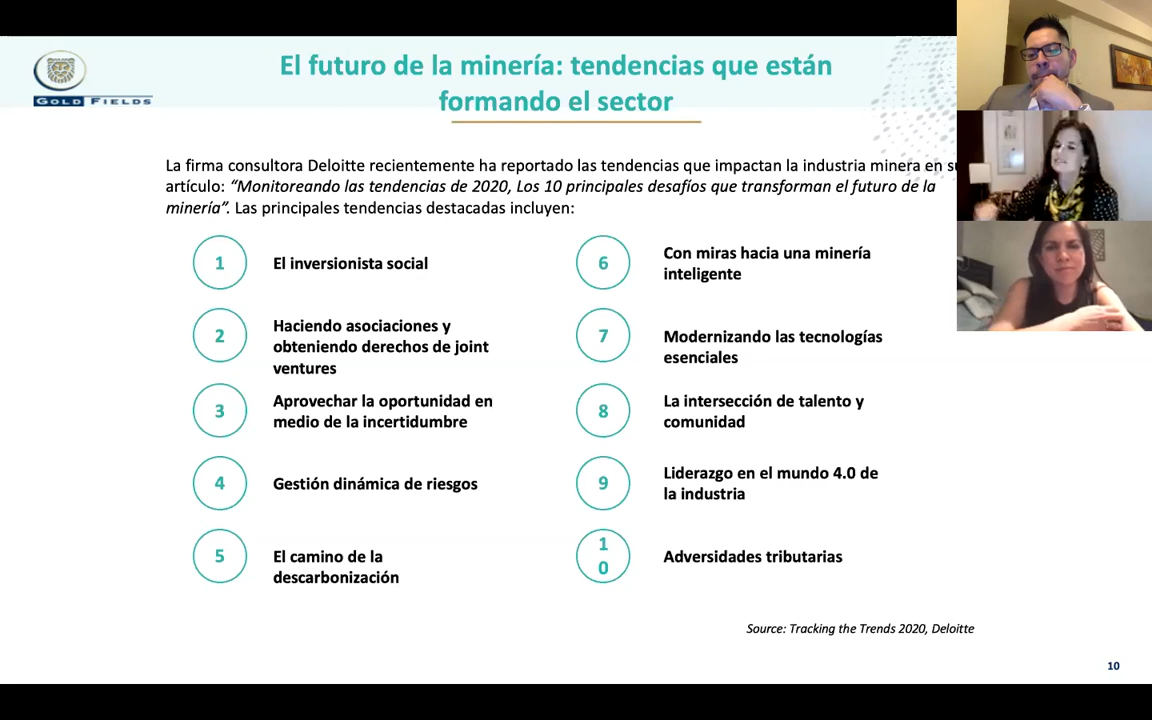 GOLD FIELDS
El futuro de la minería: tendencias que están
formando el sector
La firma consultora Deloitte recientemente ha reportado las tendencias que impactan la industria minera en su
artículo: “Monitoreando las tendencias de 2020, Los 10 principales desafíos que transforman el futuro de la
minería”. Las principales tendencias destacadas incluyen:
1
El inversionista social
2
Haciendo asociaciones y
obteniendo derechos de joint
ventures
3
Aprovechar la oportunidad en
medio de la incertidumbre
4
Gestión dinámica de riesgos
5
El camino de la
descarbonización
6
Con miras hacia una minería
inteligente
7
Modernizando las tecnologías
esenciales
8
La intersección de talento y
comunidad
9
Liderazgo en el mundo 4.0 de
la industria
1
0
Adversidades tributarias
Source: Tracking the Trends 2020, Deloitte
10